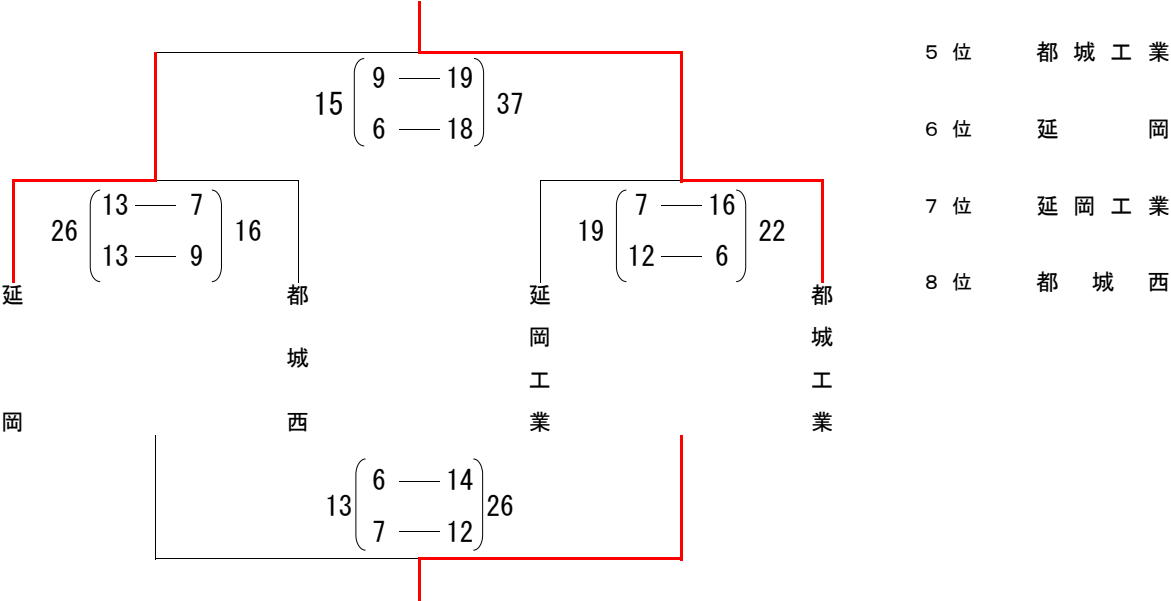 9 19
15 37
6 18
13 7
26 16
13 9
7 16
19 22
12 6
延岡
都城西
延岡工業
都城工業
6 14
13 26
7 12
5 位 都 城 工 業
6 位 延 岡
7 位 延 岡 工 業
8 位 都 城 西